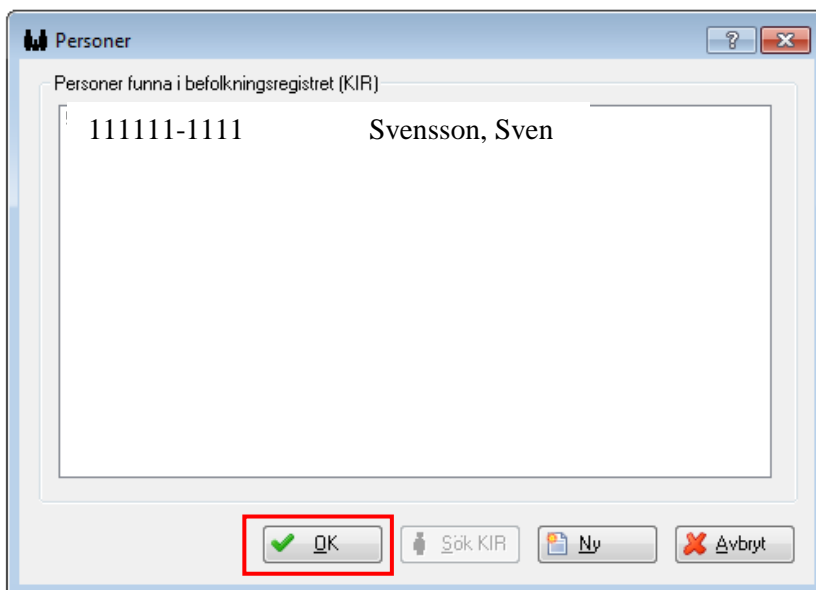 Personer
Personer funna i befolkningsregistret (KIR)
111111-1111 Svensson, Sven
OK Sök KIR Ny Avbryt